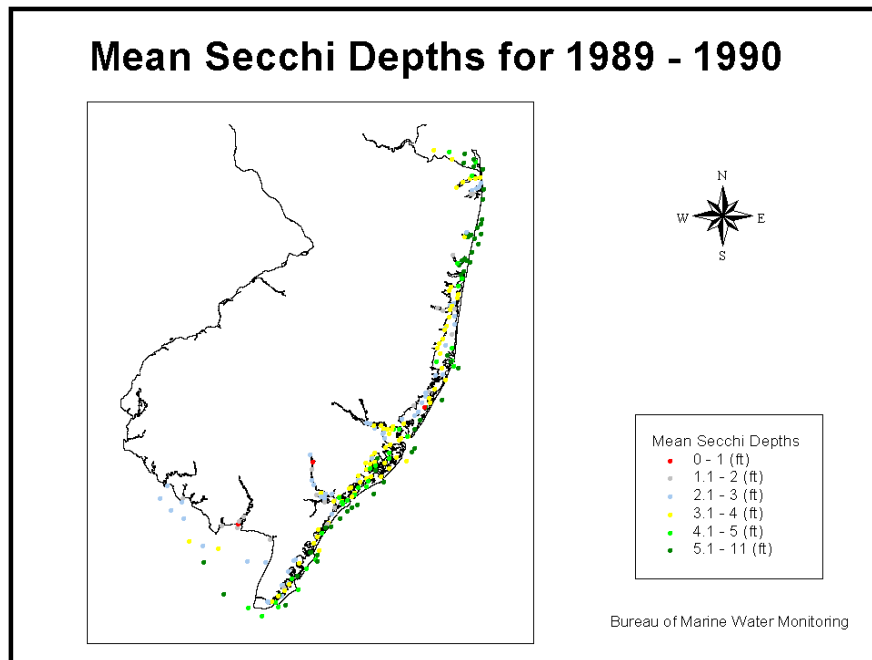 Mean Secchi Depths for 1989 - 1990
N
W E
S
Mean Secchi Depths
0 - 1 (ft)
1.1 - 2 (ft)
2.1 - 3 (ft)
3.1 - 4 (ft)
4.1 - 5 (ft)
5.1 - 11 (ft)
Bureau of Marine Water Monitoring